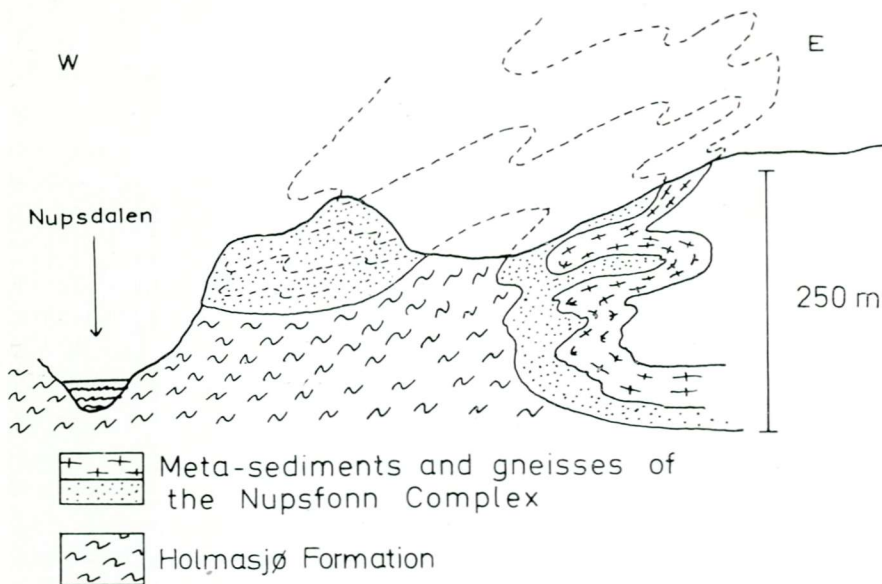 W
E
Nupsdalen
250 m
Meta-sediments and gneisses of
the Nupsfonn Complex
Holmasjø Formation